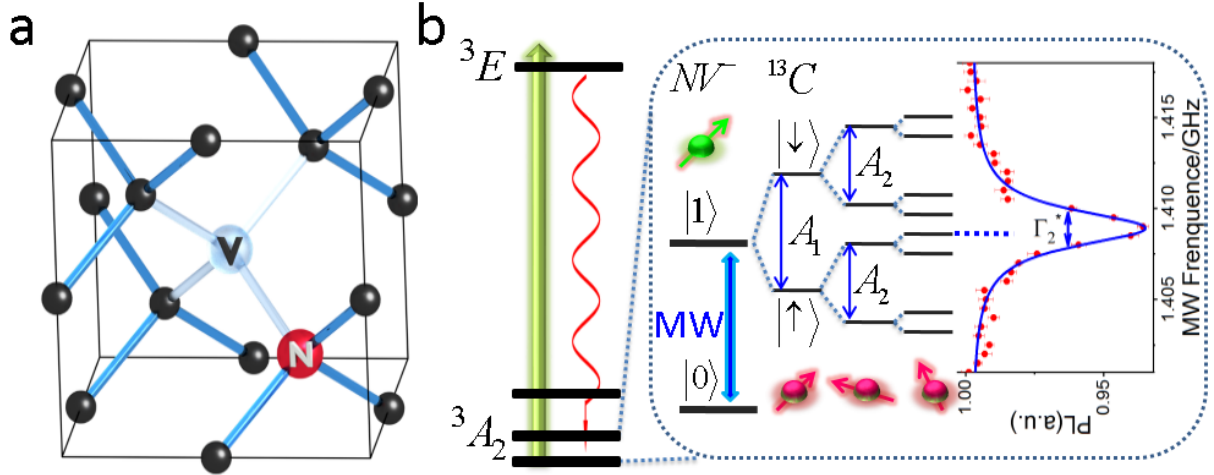 a
b
V
N
³E
³A₂
NV⁻
¹³C
|1⟩
|0⟩
MW
|↓⟩
|↑⟩
A₁
A₂
A₂
Γ₂*
1.415
1.410
1.405
MW Frenquence/GHz
1.00
0.95
PL(a.u.)